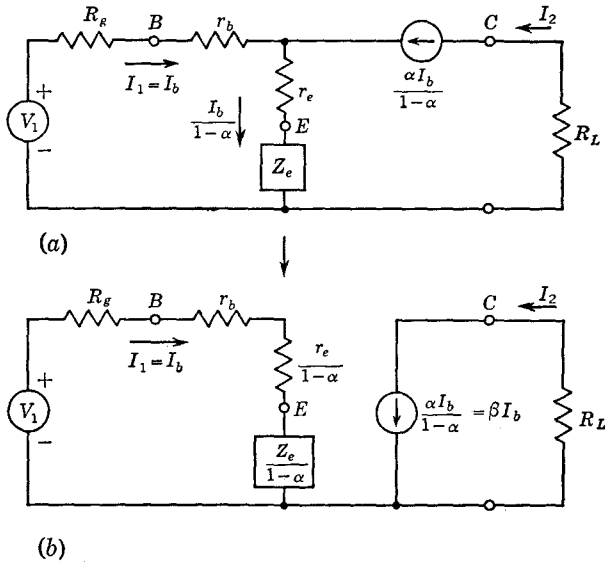 R_g B r_b C I_2
I_1 = I_b
αI_b / 1−α
r_e
I_b / 1−α
E
+ V_1 −
Z_e
R_L
(a)
R_g B r_b C I_2
I_1 = I_b
r_e / 1−α
E
+ V_1 −
αI_b / 1−α = βI_b
R_L
Z_e / 1−α
(b)